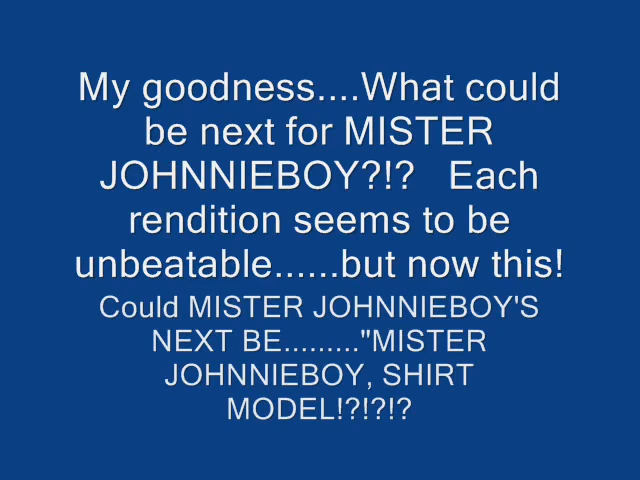 My goodness....What could
be next for MISTER
JOHNNIEBOY?!?   Each
rendition seems to be
unbeatable......but now this!
Could MISTER JOHNNIEBOY'S
NEXT BE........."MISTER
JOHNNIEBOY, SHIRT
MODEL!?!?!?